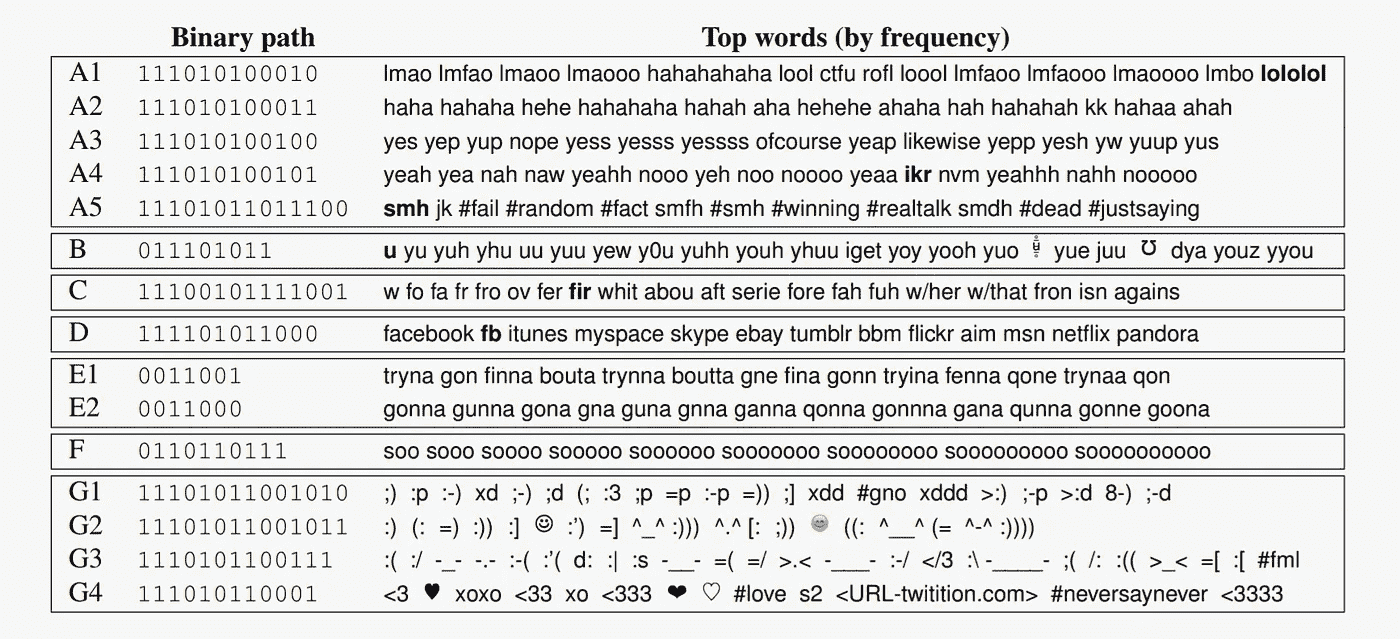 Binary path Top words (by frequency)
A1 111010100010 lmao lmfao lmaoo lmaooo hahahahaha lool ctfu rofl loool lmfaoo lmfaooo lmaoooo lmbo lololol
A2 111010100011 haha hahaha hehe hahahaha hahah aha hehehe ahaha hah hahahah kk hahaa ahah
A3 111010100100 yes yep yup nope yess yesss yessss ofcourse yeap likewise yepp yesh yw yuup yus
A4 111010100101 yeah yea nah naw yeahh nooo yeh noo noooo yeaa ikr nvm yeahhh nahh nooooo
A5 11101011011100 smh jk #fail #random #fact smfh #smh #winning #realtalk smdh #dead #justsaying
B 011101011 u yu yuh yhu uu yuu yew y0u yuhh youh yhuu iget yoy yooh yuo yue juu Ʊ dya youz yyou
C 11100101111001 w fo fa fr fro ov fer fir whit abou aft serie fore fah fuh w/her w/that fron isn agains
D 111101011000 facebook fb itunes myspace skype ebay tumblr bbm flickr aim msn netflix pandora
E1 0011001 tryna gon finna bouta trynna boutta gne fina gonn tryina fenna qone trynaa qon
E2 0011000 gonna gunna gona gna guna gnna ganna qonna gonnna gana qunna gonne goona
F 0110110111 soo sooo soooo sooooo soooooo sooooooo soooooooo sooooooooo soooooooooo
G1 11101011001010 ;) :p :-) xd ;-) ;d (; :3 ;p =p :-p =)) ;] xdd #gno xddd >:) ;-p >:d 8-) ;-d
G2 11101011001011 :) (: =) :)) :] ☺ :') =] ^_^ :))) ^.^ [: ;)) 😊 ((: ^__^ (= ^-^ :))))
G3 1110101100111 :( :/ -_- -.- :-( :'( d: :| :s -__- =( =/ >.< -___- :-/ </3 :\ -____- ;( /: :(( >_< =[ :[ #fml
G4 111010110001 <3 ♥ xoxo <33 xo <333 ❤ ♡ #love s2 <URL-twitition.com> #neversaynever <3333